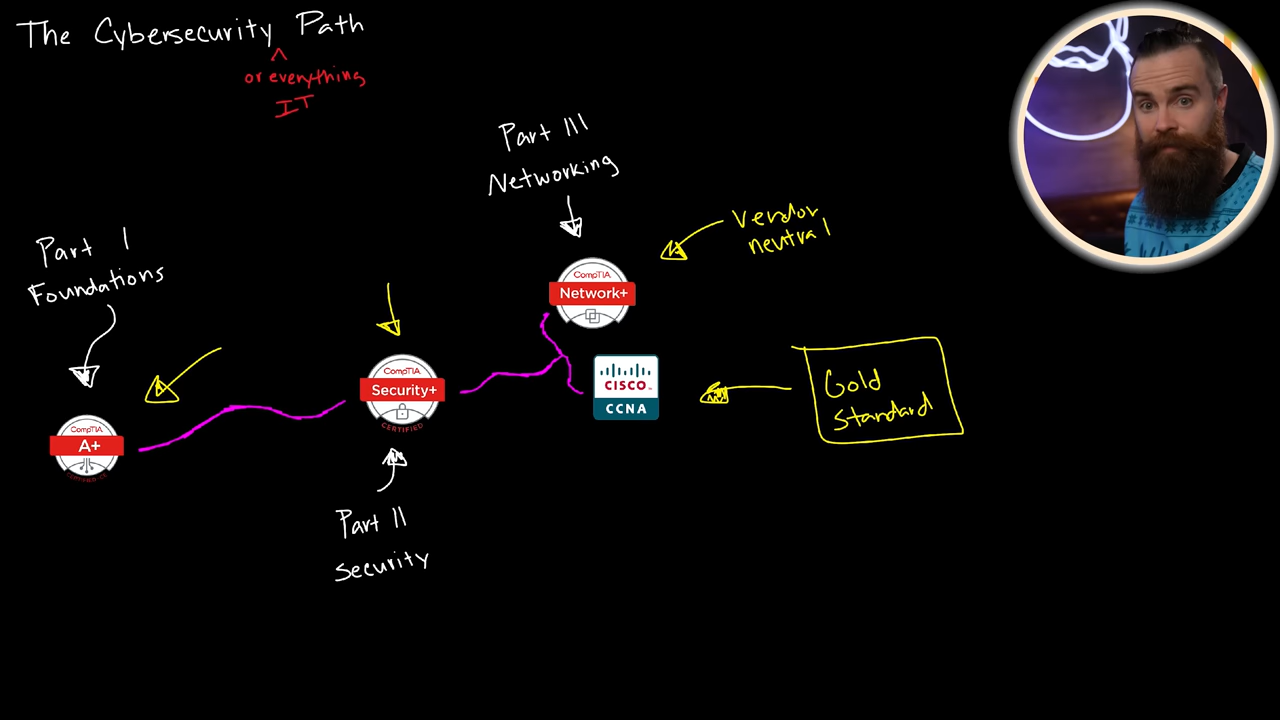 The Cybersecurity Path
^
or everything
IT
Part III
Networking
vendor
neutral
Part I
Foundations
CompTIA
Network+
CompTIA
Security+
CERTIFIED
CISCO
CCNA
Gold
Standard
CompTIA
A+
Part II
Security